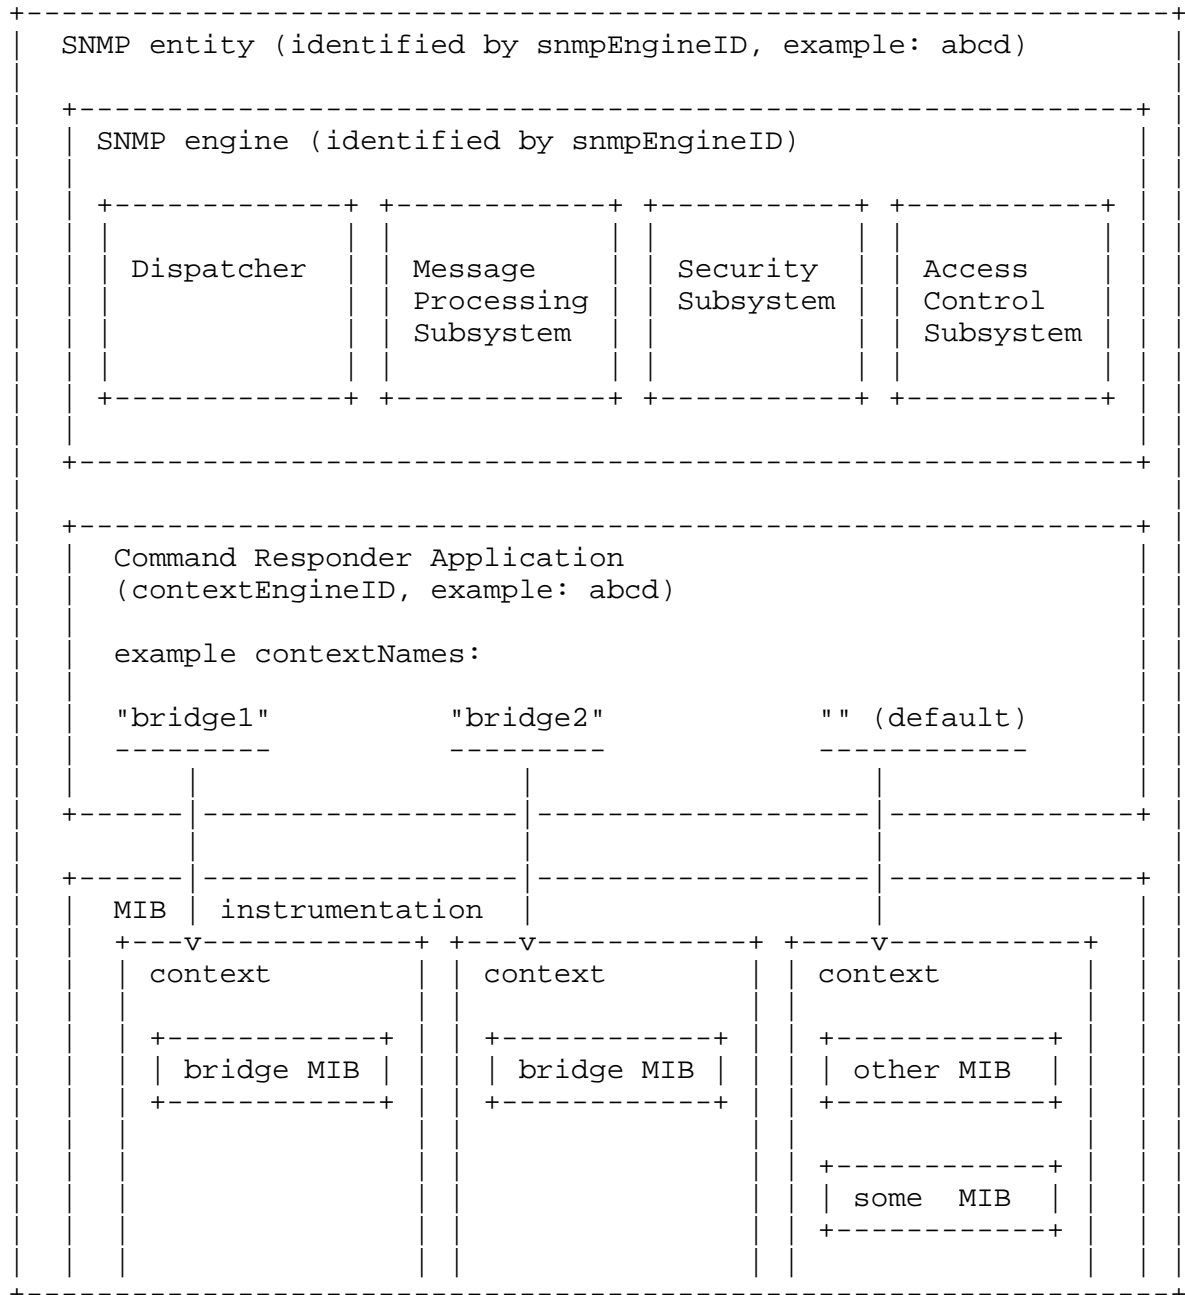 SNMP entity (identified by snmpEngineID, example: abcd)
SNMP engine (identified by snmpEngineID)
Dispatcher Message Security Access
Processing Subsystem Control
Subsystem Subsystem
Command Responder Application
(contextEngineID, example: abcd)
example contextNames:
"bridge1" "bridge2" "" (default)
MIB instrumentation
context context context
bridge MIB bridge MIB other MIB
some MIB